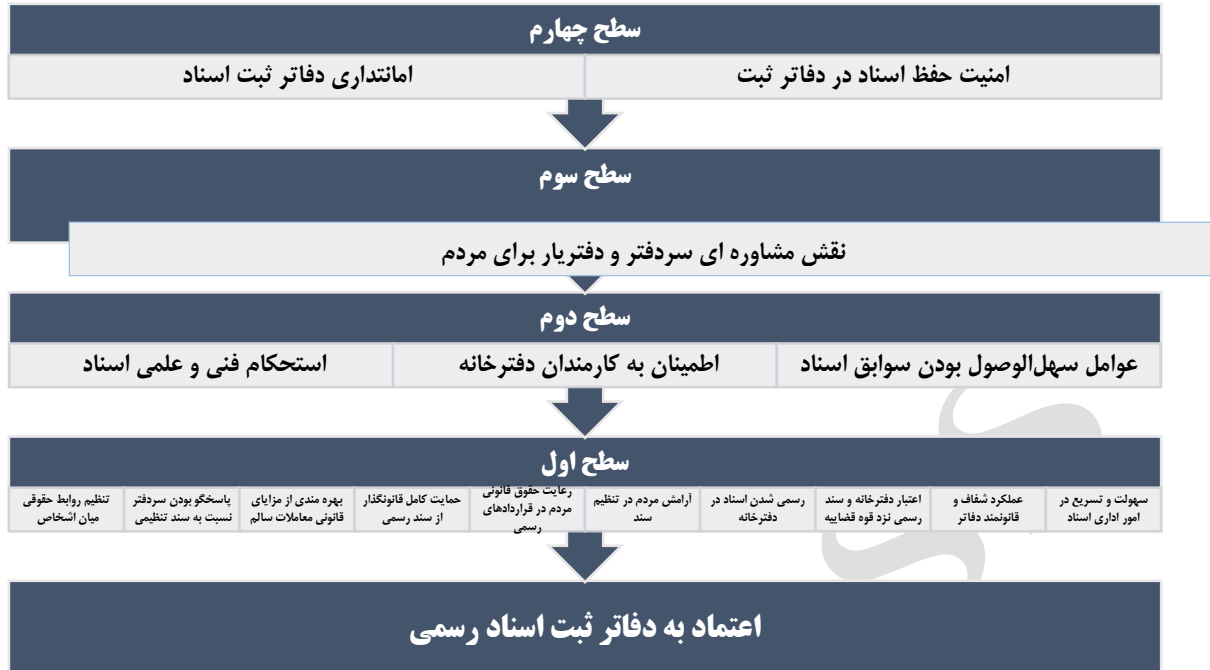 سطح چهارم
امنیت حفظ اسناد در دفاتر ثبت
امانتداری دفاتر ثبت اسناد
سطح سوم
نقش مشاوره ای سردفتر و دفتریار برای مردم
سطح دوم
عوامل سهل‌الوصول بودن سوابق اسناد
اطمینان به کارمندان دفترخانه
استحکام فنی و علمی اسناد
سطح اول
سهولت و تسریع در
امور اداری اسناد
عملکرد شفاف و
قانونمند دفاتر
اعتبار دفترخانه و سند
رسمی نزد قوه قضاییه
رسمی شدن اسناد در
دفترخانه
آرامش مردم در تنظیم
سند
رعایت حقوق قانونی
مردم در قراردادهای
رسمی
حمایت کامل قانونگذار
از سند رسمی
بهره مندی از مزایای
قانونی معاملات سالم
پاسخگو بودن سردفتر
نسبت به سند تنظیمی
تنظیم روابط حقوقی
میان اشخاص
اعتماد به دفاتر ثبت اسناد رسمی